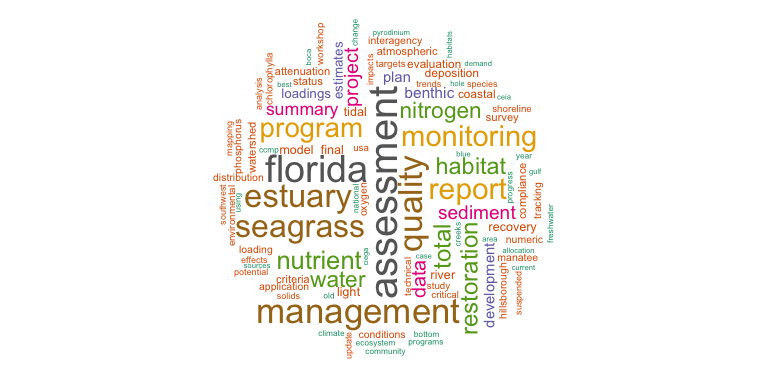 pyrodinium
change
workshop
interagency
habitats
atmospheric
boca
estimates
project
impacts
targets
evaluation
demand
chlorophylla
attenuation
status
best
analysis
loadings
plan
trends
hole
species
deposition
benthic
coastal
ceia
summary
tidal
nitrogen
shoreline
survey
program
assessment
monitoring
mapping
phosphorus
watershed
ccmp
model
final
usa
blue
year
florida
quality
habitat
gulf
distribution
progress
compliance
tracking
southwest
using
environmental
estuary
national
oxygen
report
sediment
freshwater
seagrass
creeks
recovery
numeric
loading
effects
sources
potential
nutrient
ooga
total
restoration
area
development
allocation
manatee
current
case
data
technical
river
study
critical
hillsborough
suspended
criteria
water
application
solids
old
light
management
climate
update
conditions
ecosystem
community
bottom
programs